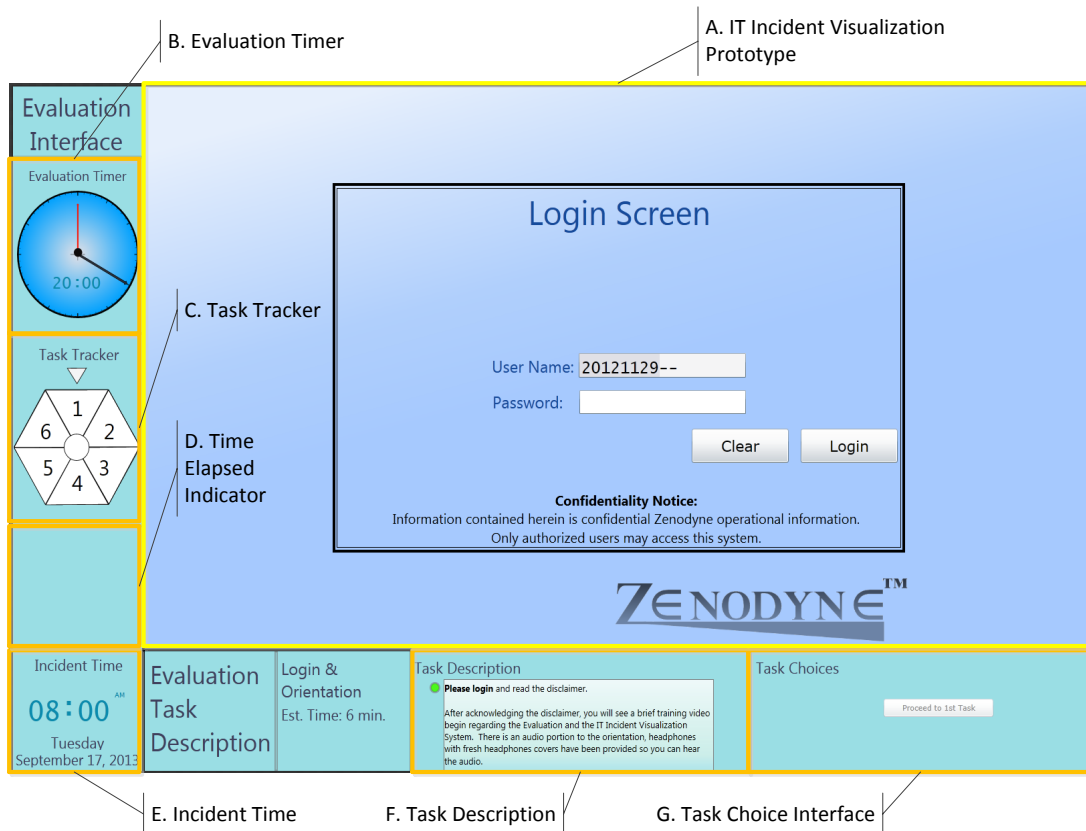 B. Evaluation Timer
A. IT Incident Visualization
Prototype
Evaluation
Interface
Evaluation Timer
20:00
C. Task Tracker
Task Tracker
1
2
3
4
5
6
D. Time
Elapsed
Indicator
Login Screen
User Name: 20121129--
Password:
Clear
Login
Confidentiality Notice:
Information contained herein is confidential Zenodyne operational information.
Only authorized users may access this system.
Z∈NODYN∈™
Incident Time
08:00 AM
Tuesday
September 17, 2013
Evaluation
Task
Description
Login &
Orientation
Est. Time: 6 min.
Task Description
Please login and read the disclaimer.
After acknowledging the disclaimer, you will see a brief training video
begin regarding the Evaluation and the IT Incident Visualization
System. There is an audio portion to the orientation, headphones
with fresh headphones covers have been provided so you can hear
the audio.
Task Choices
Proceed to 1st Task
E. Incident Time
F. Task Description
G. Task Choice Interface